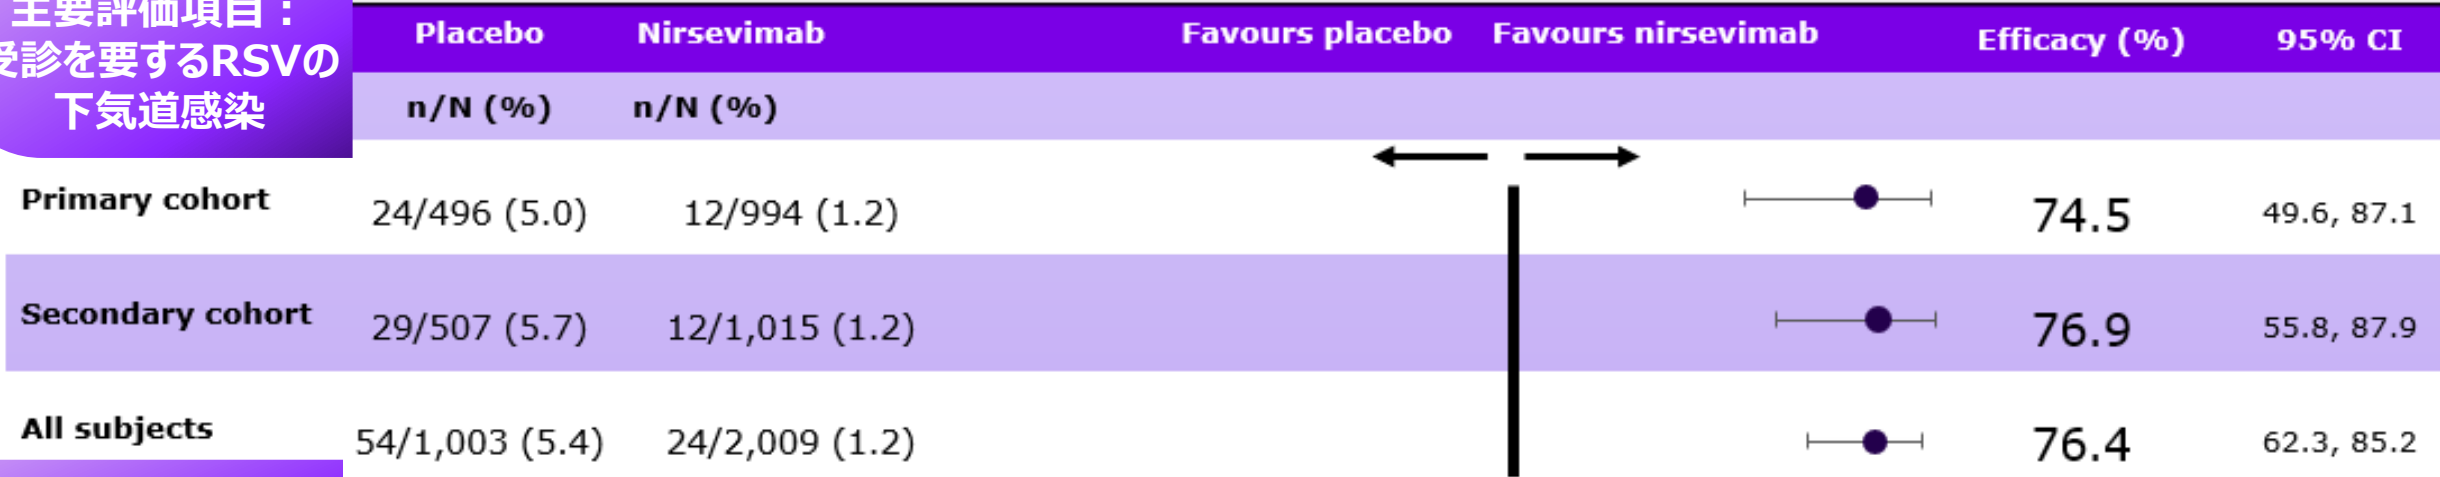 主要評価項目：
受診を要するRSVの
下気道感染
Placebo Nirsevimab Favours placebo Favours nirsevimab Efficacy (%) 95% CI
n/N (%) n/N (%)
Primary cohort 24/496 (5.0) 12/994 (1.2) 74.5 49.6, 87.1
Secondary cohort 29/507 (5.7) 12/1,015 (1.2) 76.9 55.8, 87.9
All subjects 54/1,003 (5.4) 24/2,009 (1.2) 76.4 62.3, 85.2